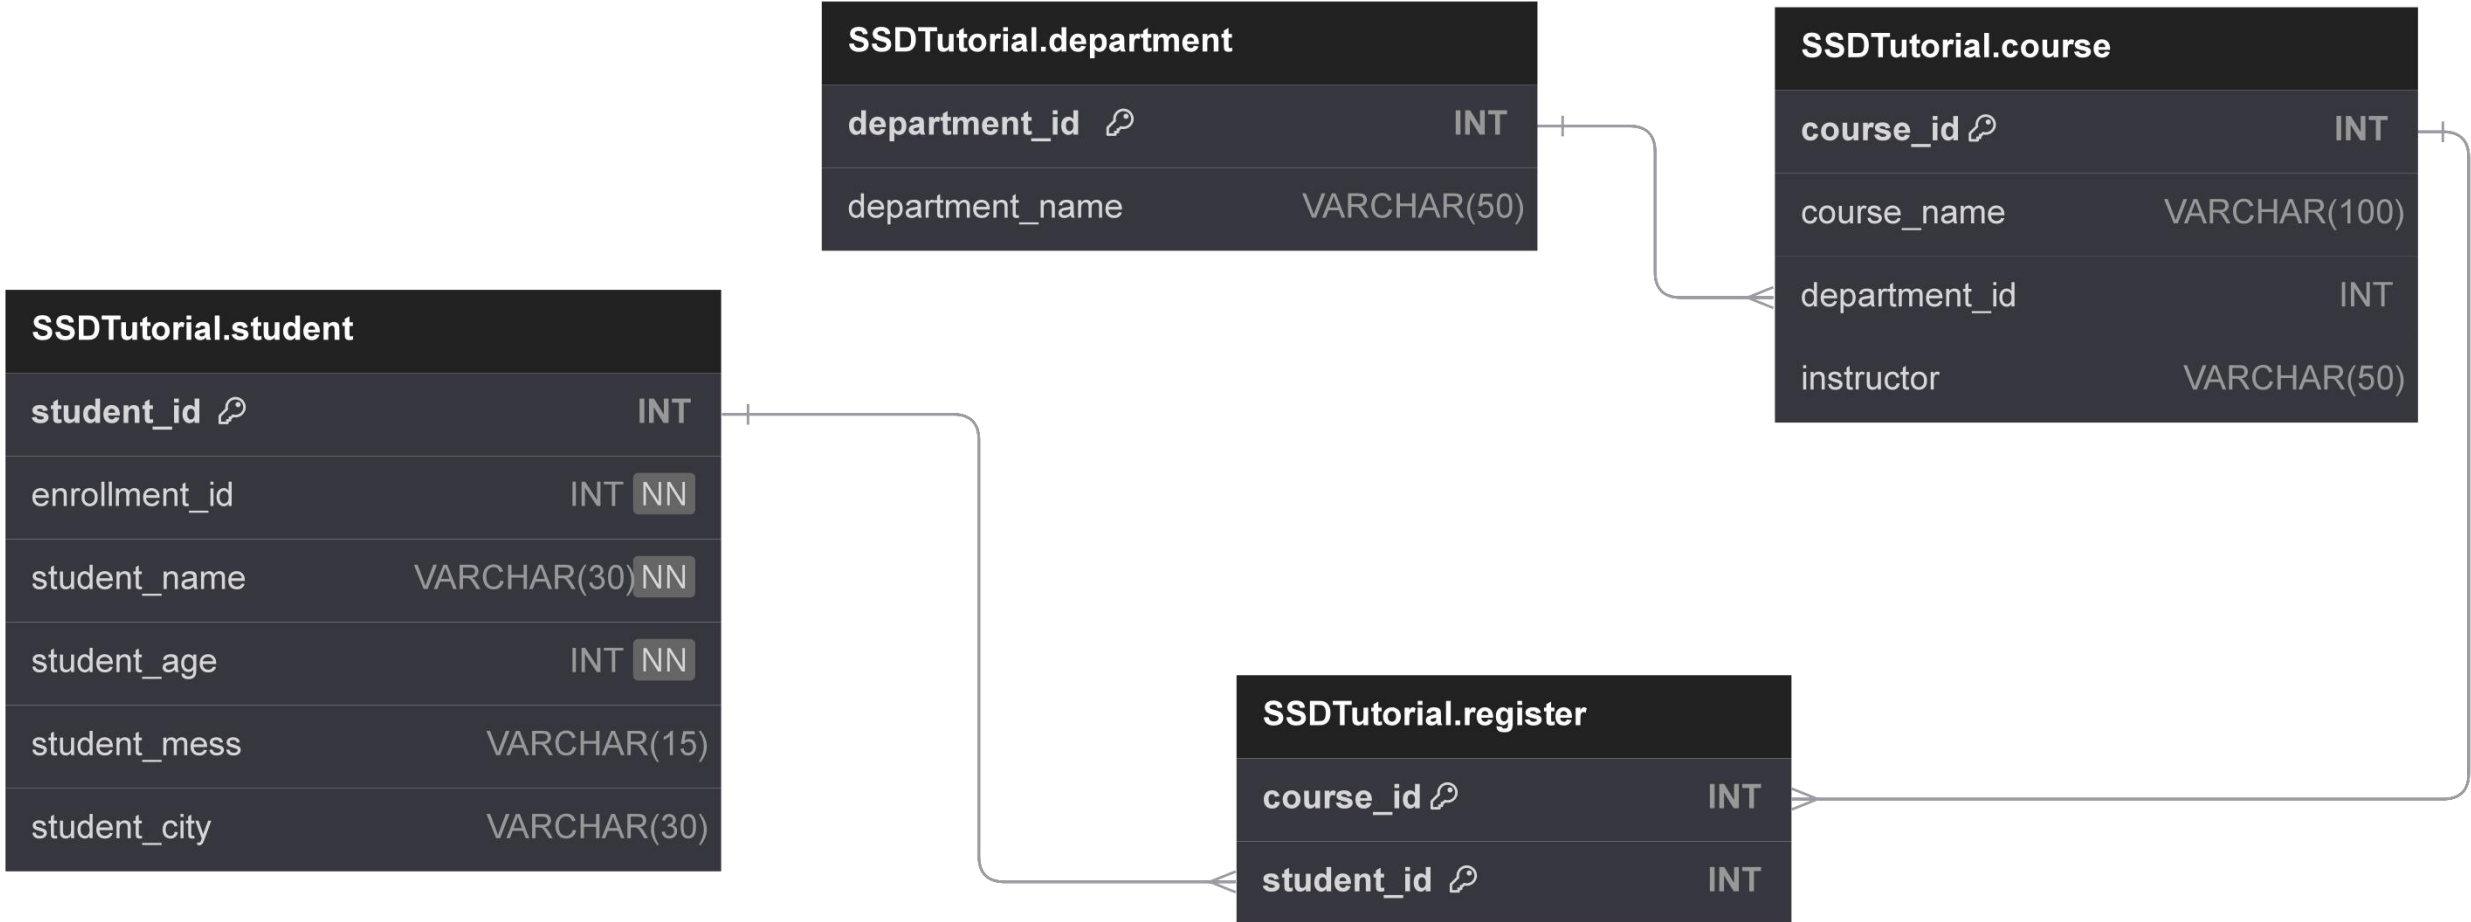 SSDTutorial.department
department_id INT
department_name VARCHAR(50)
SSDTutorial.course
course_id INT
course_name VARCHAR(100)
department_id INT
instructor VARCHAR(50)
SSDTutorial.student
student_id INT
enrollment_id INT NN
student_name VARCHAR(30) NN
student_age INT NN
student_mess VARCHAR(15)
student_city VARCHAR(30)
SSDTutorial.register
course_id INT
student_id INT